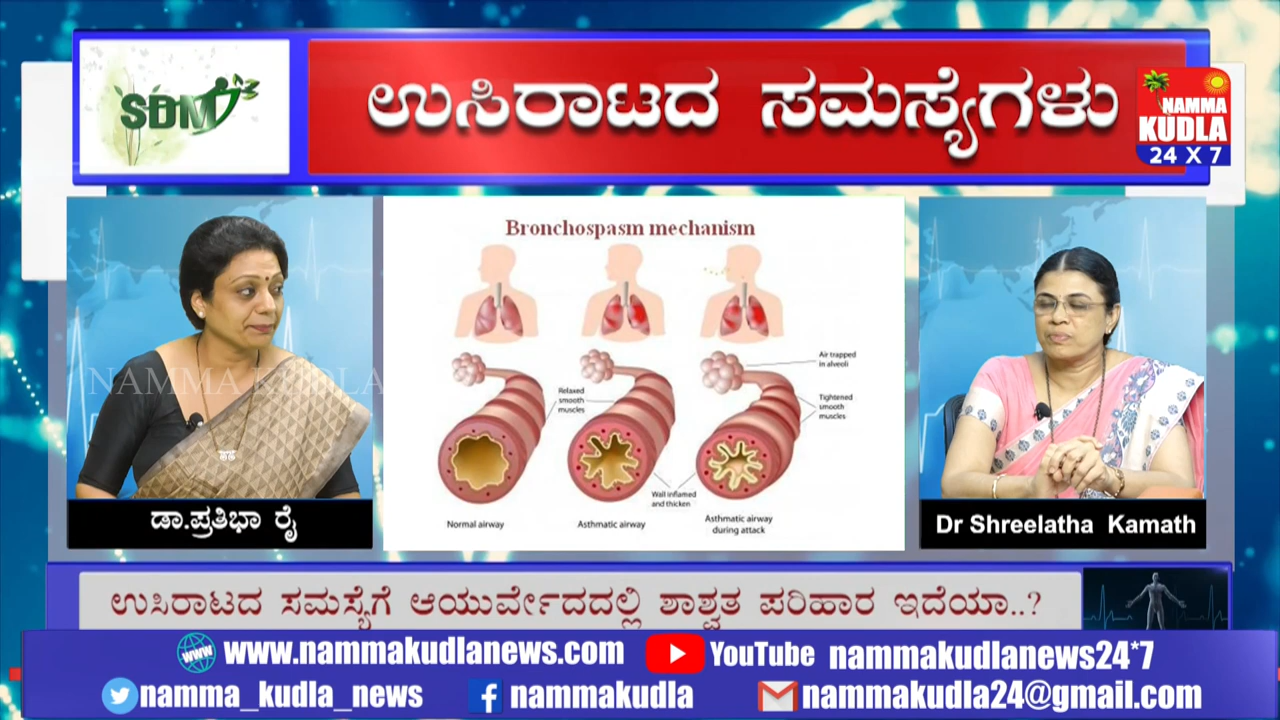 SDM
ಉಸಿರಾಟದ ಸಮಸ್ಯೆಗಳು
NAMMA
KUDLA
24 X 7
Bronchospasm mechanism
Air trapped
in alveoli
Relaxed
smooth
muscles
Tightened
smooth
muscles
Wall inflamed
and thicken
Normal airway
Asthmatic airway
Asthmatic airway
during attack
NAMMA KUDLA
ಡಾ.ಪ್ರತಿಭಾ ರೈ
Dr Shreelatha Kamath
ಉಸಿರಾಟದ ಸಮಸ್ಯೆಗೆ ಆಯುರ್ವೇದದಲ್ಲಿ ಶಾಶ್ವತ ಪರಿಹಾರ ಇದೆಯಾ..?
www.nammakudlanews.com YouTube nammakudlanews24*7
namma_kudla_news nammakudla nammakudla24@gmail.com